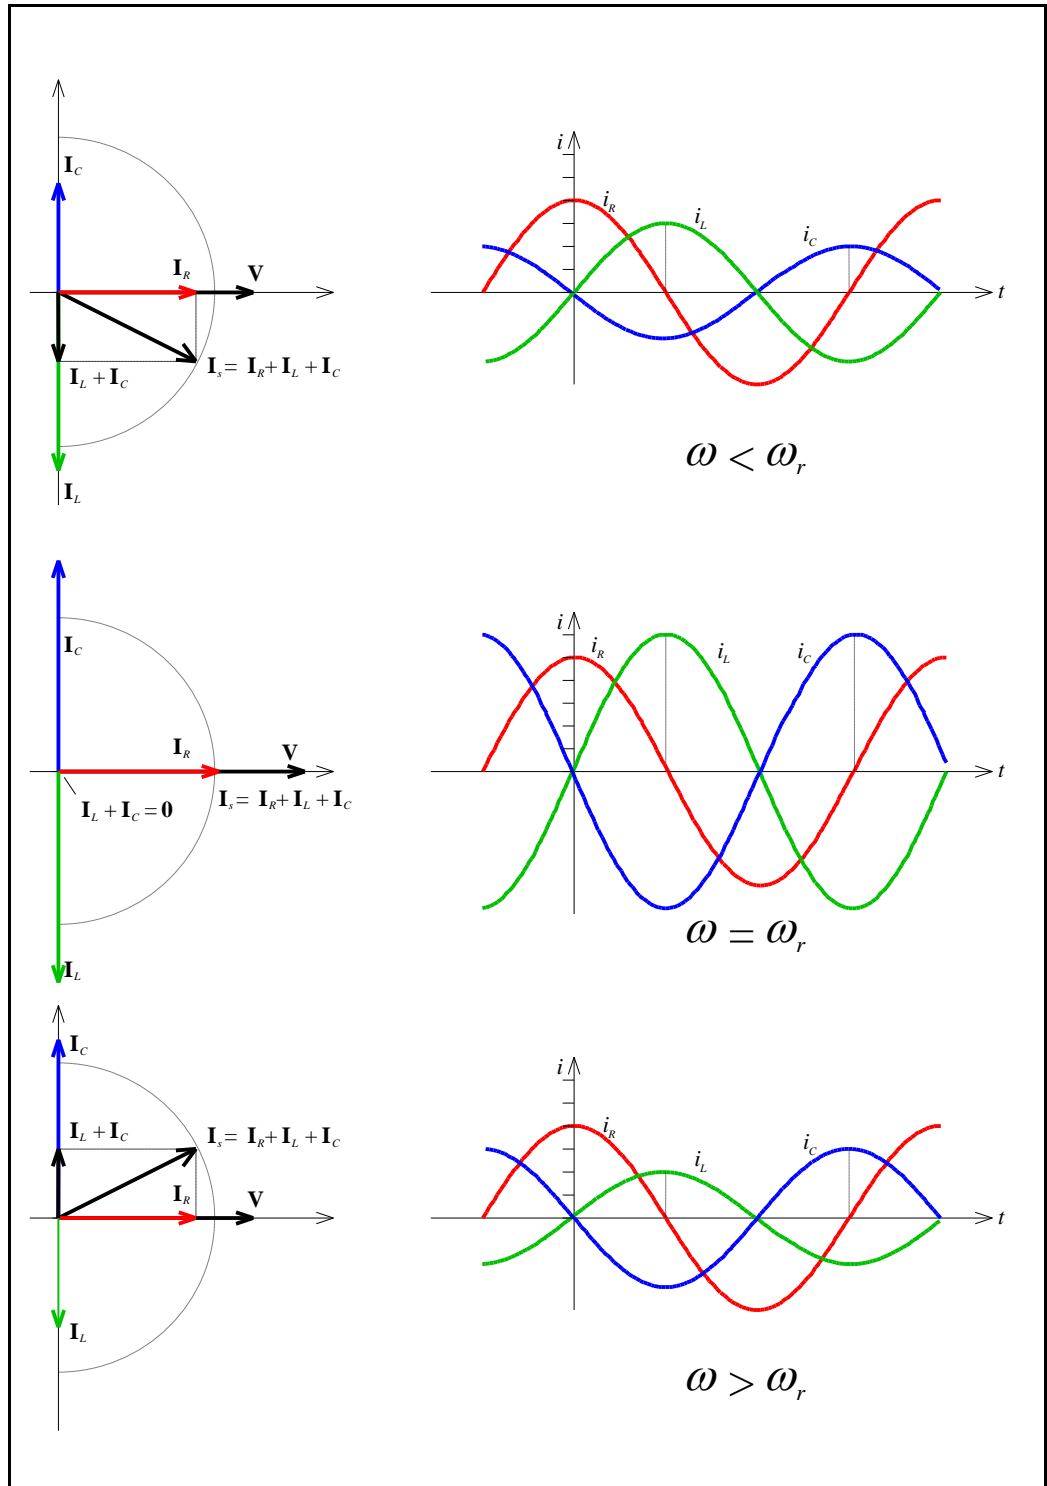 I_C
I_R
V
I_L + I_C
I_s = I_R + I_L + I_C
I_L
i
i_R
i_L
i_C
t
ω < ω_r
I_C
I_R
V
I_s = I_R + I_L + I_C
I_L + I_C = 0
I_L
i
i_R
i_L
i_C
t
ω = ω_r
I_C
I_L + I_C
I_s = I_R + I_L + I_C
I_R
V
I_L
i
i_R
i_L
i_C
t
ω > ω_r